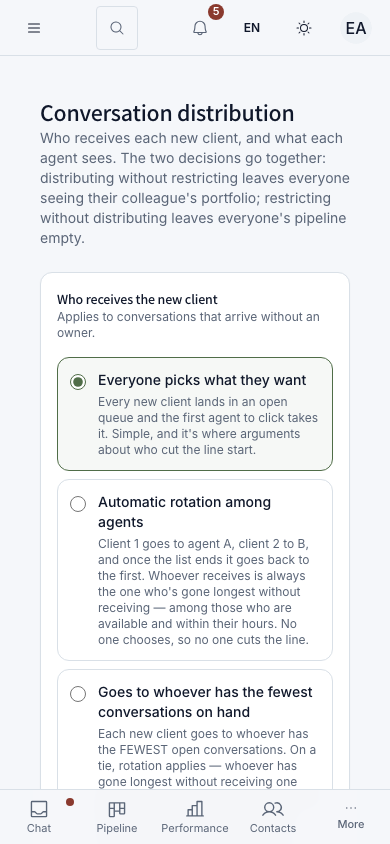 5
EN
EA
Conversation distribution
Who receives each new client, and what each
agent sees. The two decisions go together:
distributing without restricting leaves everyone
seeing their colleague's portfolio; restricting
without distributing leaves everyone's pipeline
empty.
Who receives the new client
Applies to conversations that arrive without an
owner.
Everyone picks what they want
Every new client lands in an open
queue and the first agent to click takes
it. Simple, and it's where arguments
about who cut the line start.
Automatic rotation among
agents
Client 1 goes to agent A, client 2 to B,
and once the list ends it goes back to
the first. Whoever receives is always
the one who's gone longest without
receiving — among those who are
available and within their hours. No
one chooses, so no one cuts the line.
Goes to whoever has the fewest
conversations on hand
Each new client goes to whoever has
the FEWEST open conversations. On a
tie, rotation applies — whoever has
gone longest without receiving one
Chat
Pipeline
Performance
Contacts
More